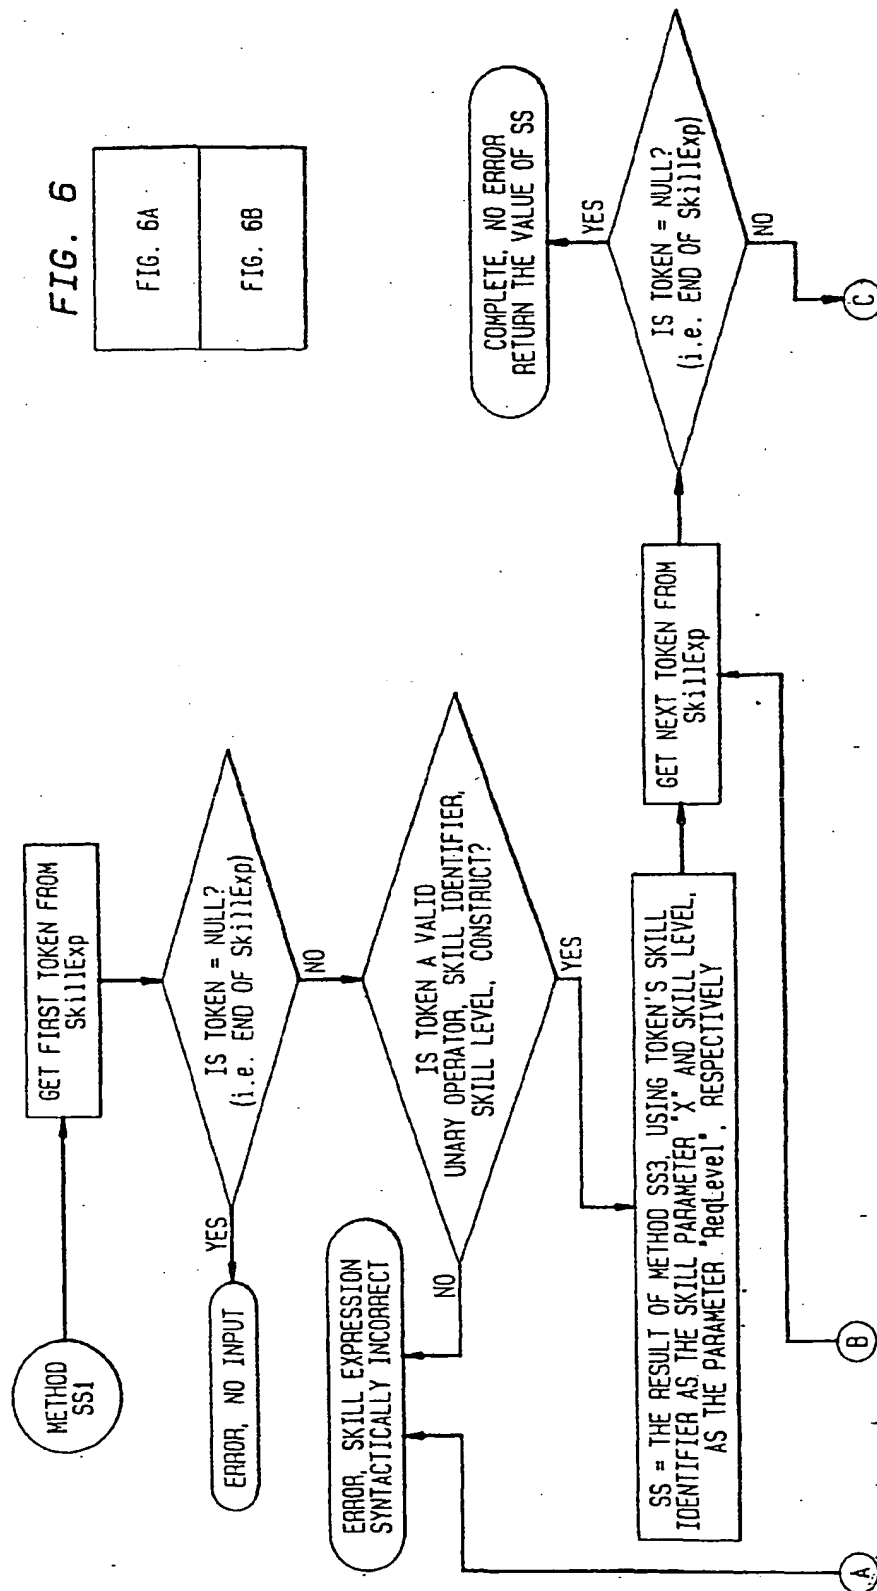 FIG. 6
FIG. 6A
FIG. 6B
METHOD
SS1
GET FIRST TOKEN FROM
SkillExp
IS TOKEN = NULL?
(i.e. END OF SkillExp)
YES
NO
ERROR, NO INPUT
IS TOKEN A VALID
UNARY OPERATOR, SKILL IDENTIFIER,
SKILL LEVEL, CONSTRUCT?
NO
YES
ERROR, SKILL EXPRESSION
SYNTACTICALLY INCORRECT
SS = THE RESULT OF METHOD SS3, USING TOKEN'S SKILL
IDENTIFIER AS THE SKILL PARAMETER "X" AND SKILL LEVEL,
AS THE PARAMETER "ReqLevel", RESPECTIVELY
GET NEXT TOKEN FROM
SkillExp
IS TOKEN = NULL?
(i.e. END OF SkillExp)
YES
NO
COMPLETE, NO ERROR
RETURN THE VALUE OF SS
A
B
C